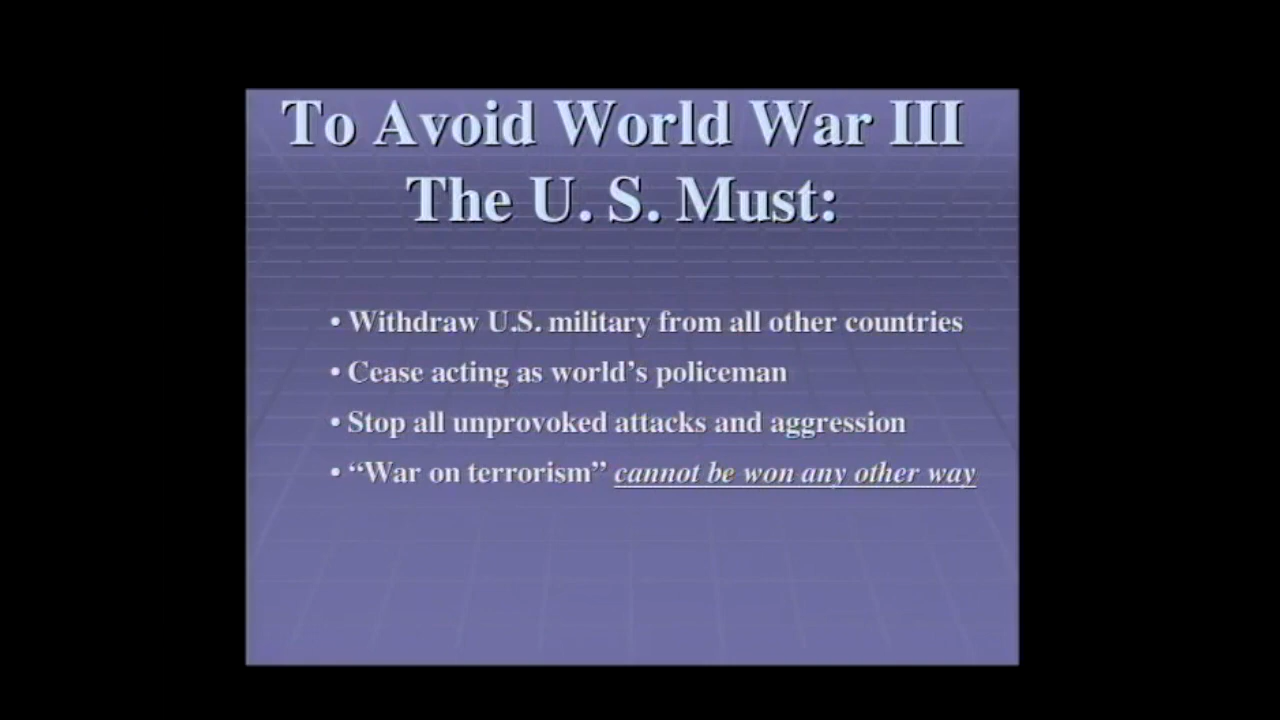 To Avoid World War III
The U. S. Must:
• Withdraw U.S. military from all other countries
• Cease acting as world’s policeman
• Stop all unprovoked attacks and aggression
• “War on terrorism” cannot be won any other way